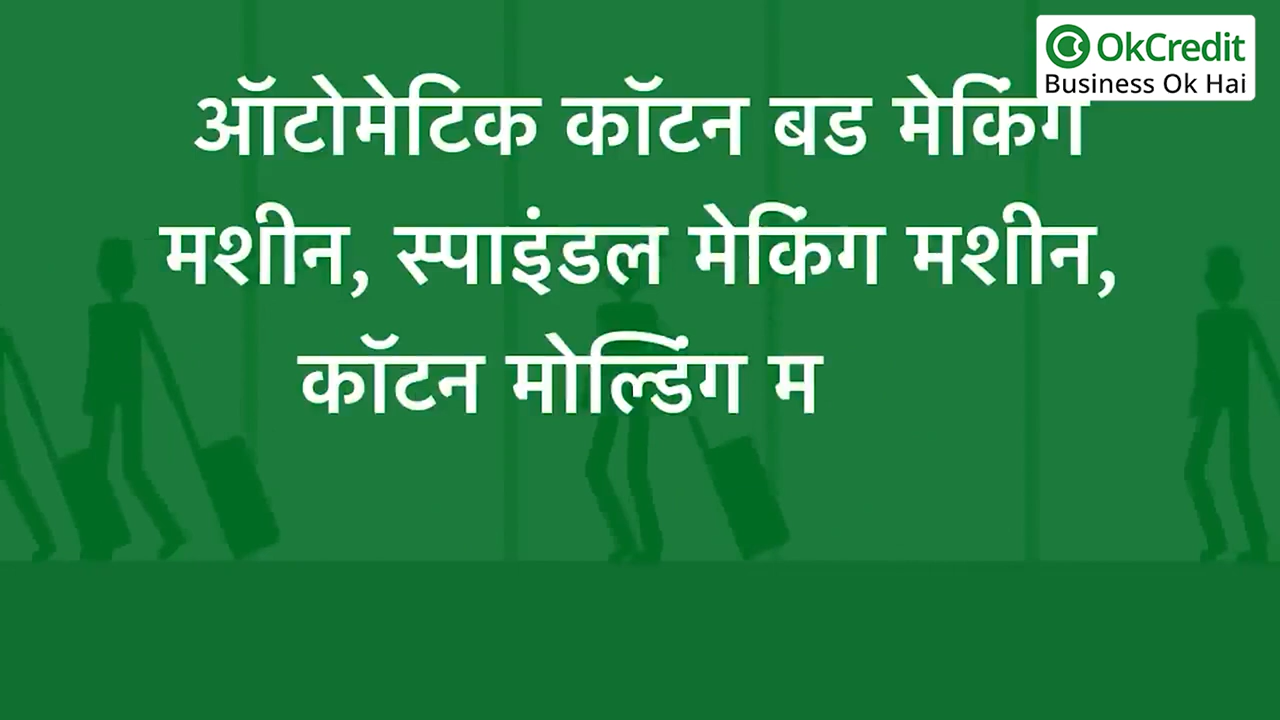 OkCredit
Business Ok Hai
ऑटोमेटिक कॉटन बड मेकिंग
मशीन, स्पाइंडल मेकिंग मशीन,
कॉटन मोल्डिंग म